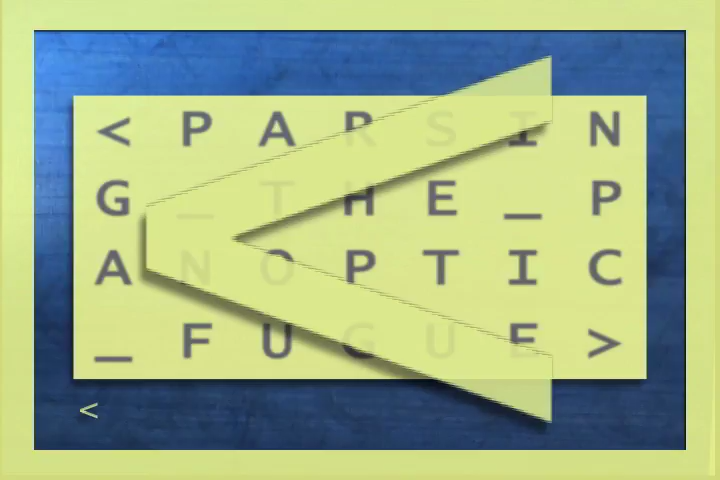 <PARSIN
G_THE_P
ANOPTIC
_FUGUE>
<
<